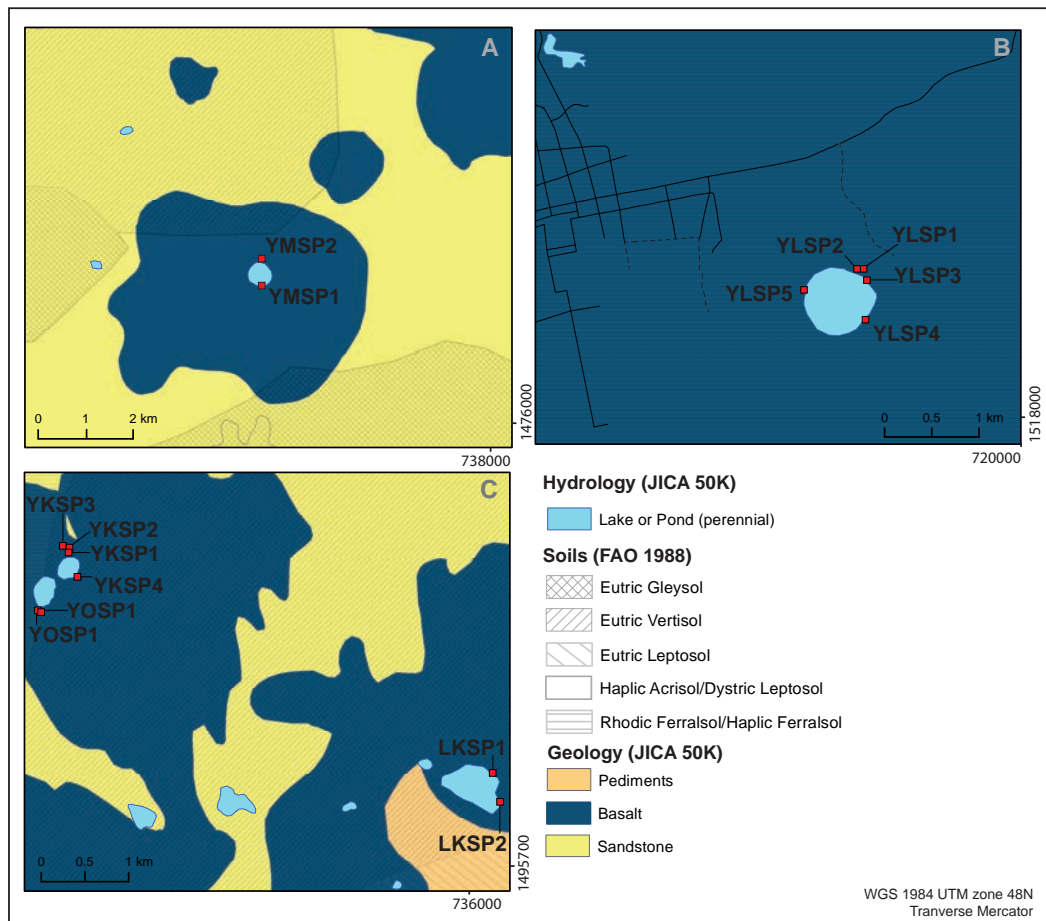 A
YMSP2
YMSP1
0 1 2 km
1476000
738000
B
YLSP1
YLSP2
YLSP3
YLSP5
YLSP4
0 0.5 1 km
1518000
720000
C
YKSP3
YKSP2
YKSP1
YKSP4
YOSP1
YOSP1
LKSP1
LKSP2
0 0.5 1 km
1495700
736000
Hydrology (JICA 50K)
Lake or Pond (perennial)
Soils (FAO 1988)
Eutric Gleysol
Eutric Vertisol
Eutric Leptosol
Haplic Acrisol/Dystric Leptosol
Rhodic Ferralsol/Haplic Ferralsol
Geology (JICA 50K)
Pediments
Basalt
Sandstone
WGS 1984 UTM zone 48N
Tranverse Mercator